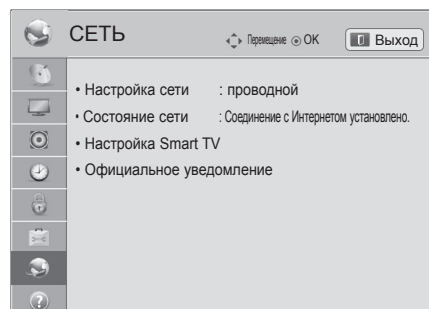 СЕТЬ
Перемещение OK
Выход
• Настройка сети : проводной
• Состояние сети : Соединение с Интернетом установлено.
• Настройка Smart TV
• Официальное уведомление
?